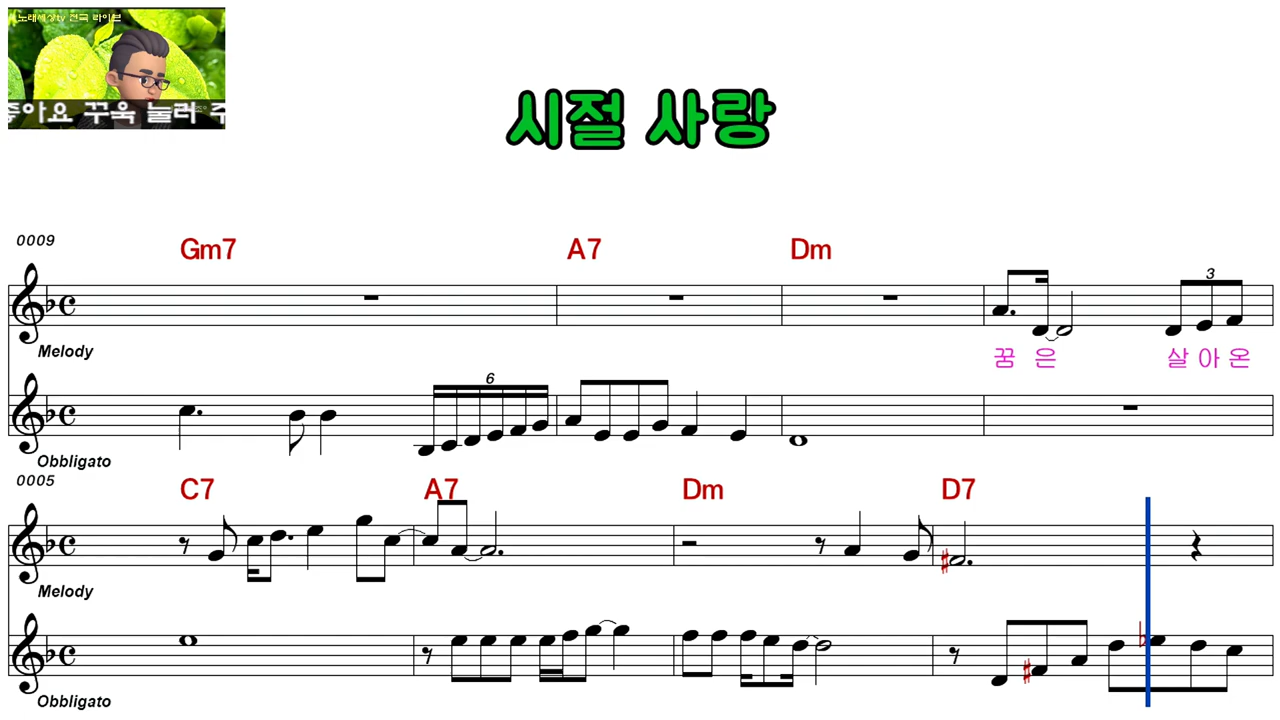 노래세상tv 전국 라이브
좋아요 꾸욱 눌러 주
시절 사랑
0009
Gm7 A7 Dm
3
Melody
꿈 은 살 아 온
6
Obbligato
0005
C7 A7 Dm D7
Melody
Obbligato